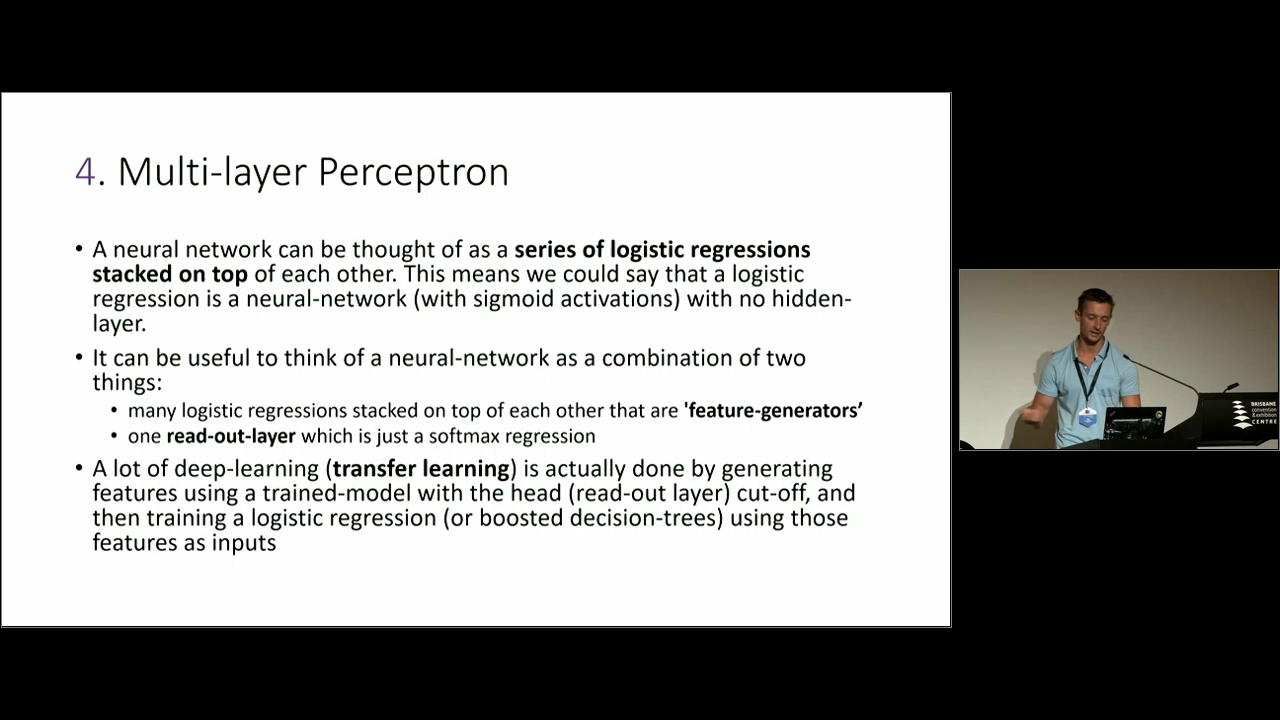 4. Multi-layer Perceptron
• A neural network can be thought of as a series of logistic regressions
stacked on top of each other. This means we could say that a logistic
regression is a neural-network (with sigmoid activations) with no hidden-
layer.
• It can be useful to think of a neural-network as a combination of two
things:
• many logistic regressions stacked on top of each other that are 'feature-generators’
• one read-out-layer which is just a softmax regression
• A lot of deep-learning (transfer learning) is actually done by generating
features using a trained-model with the head (read-out layer) cut-off, and
then training a logistic regression (or boosted decision-trees) using those
features as inputs
BRISBANE
convention
& exhibition
CENTRE